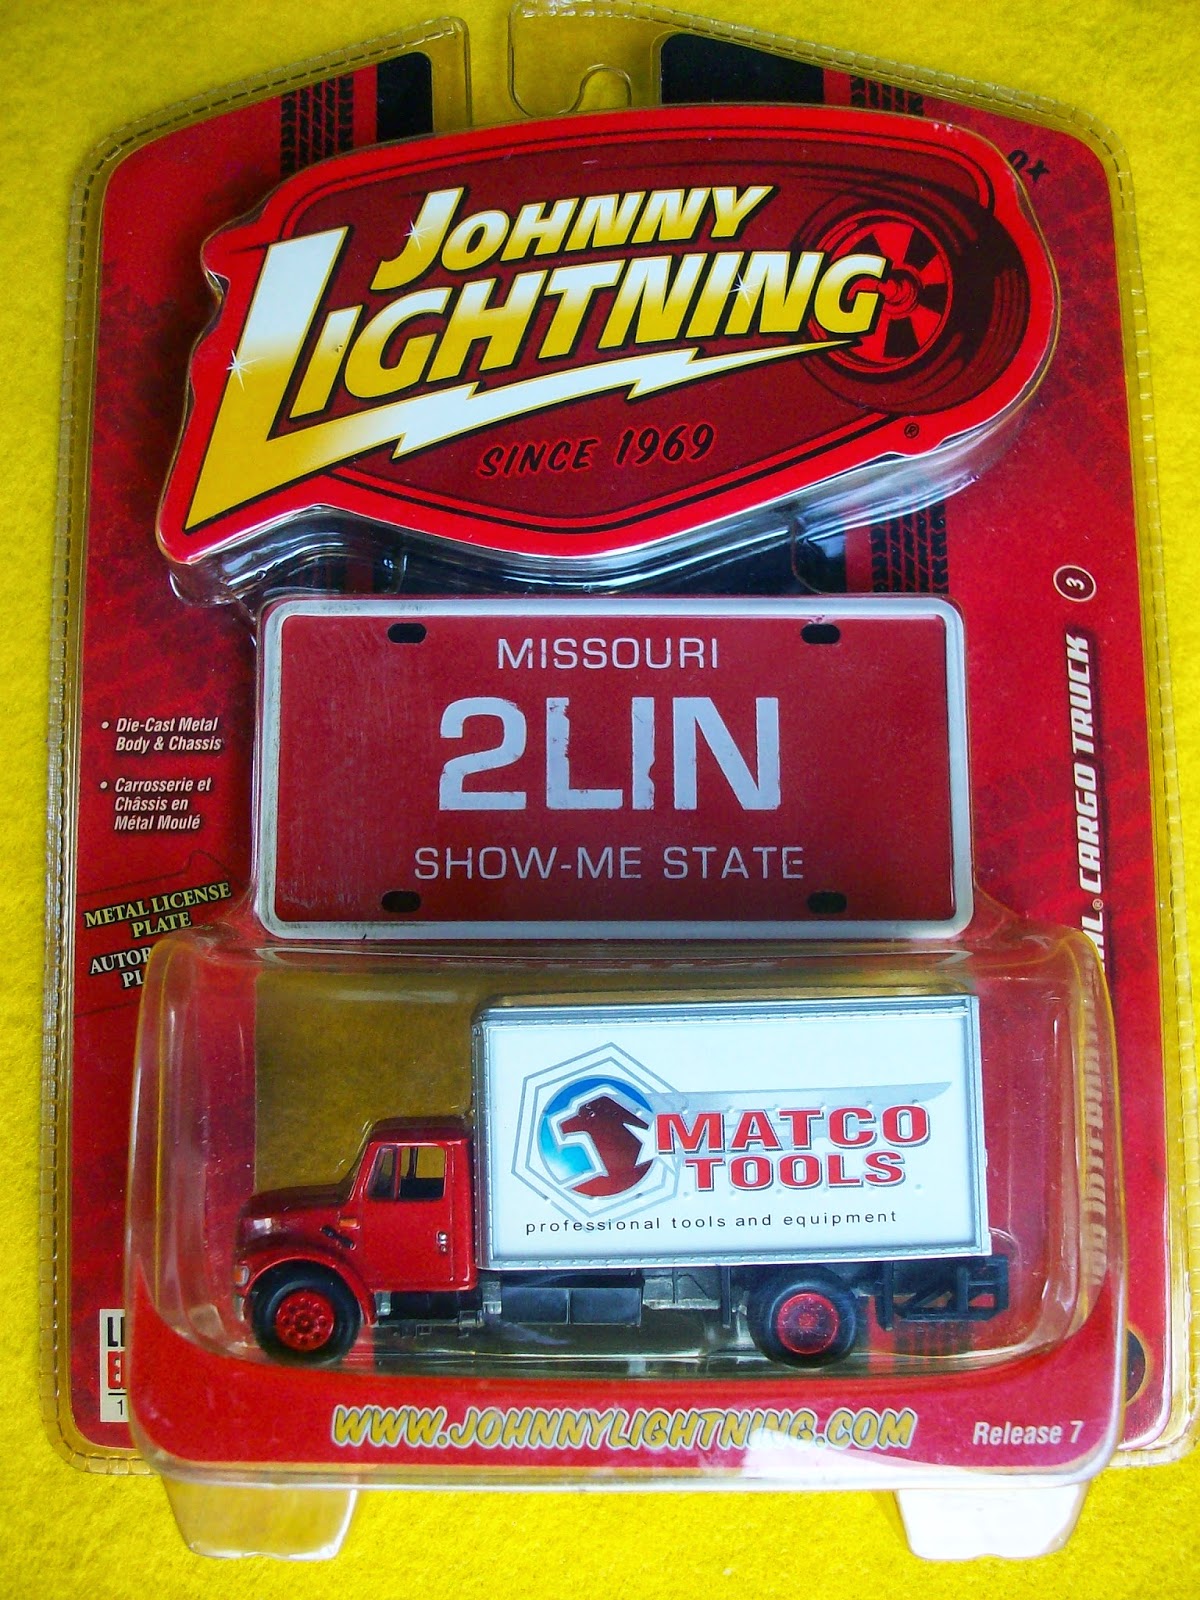 JOHNNY
LIGHTNING
®
SINCE 1969
MISSOURI
2LIN
SHOW-ME STATE
• Die-Cast Metal
Body & Chassis
• Carrosserie et
Châssis en
Métal Moulé
METAL LICENSE
PLATE
CARGO TRUCK 3
MATCO
TOOLS
professional tools and equipment
WWW.JOHNNYLIGHTNING.COM
Release 7